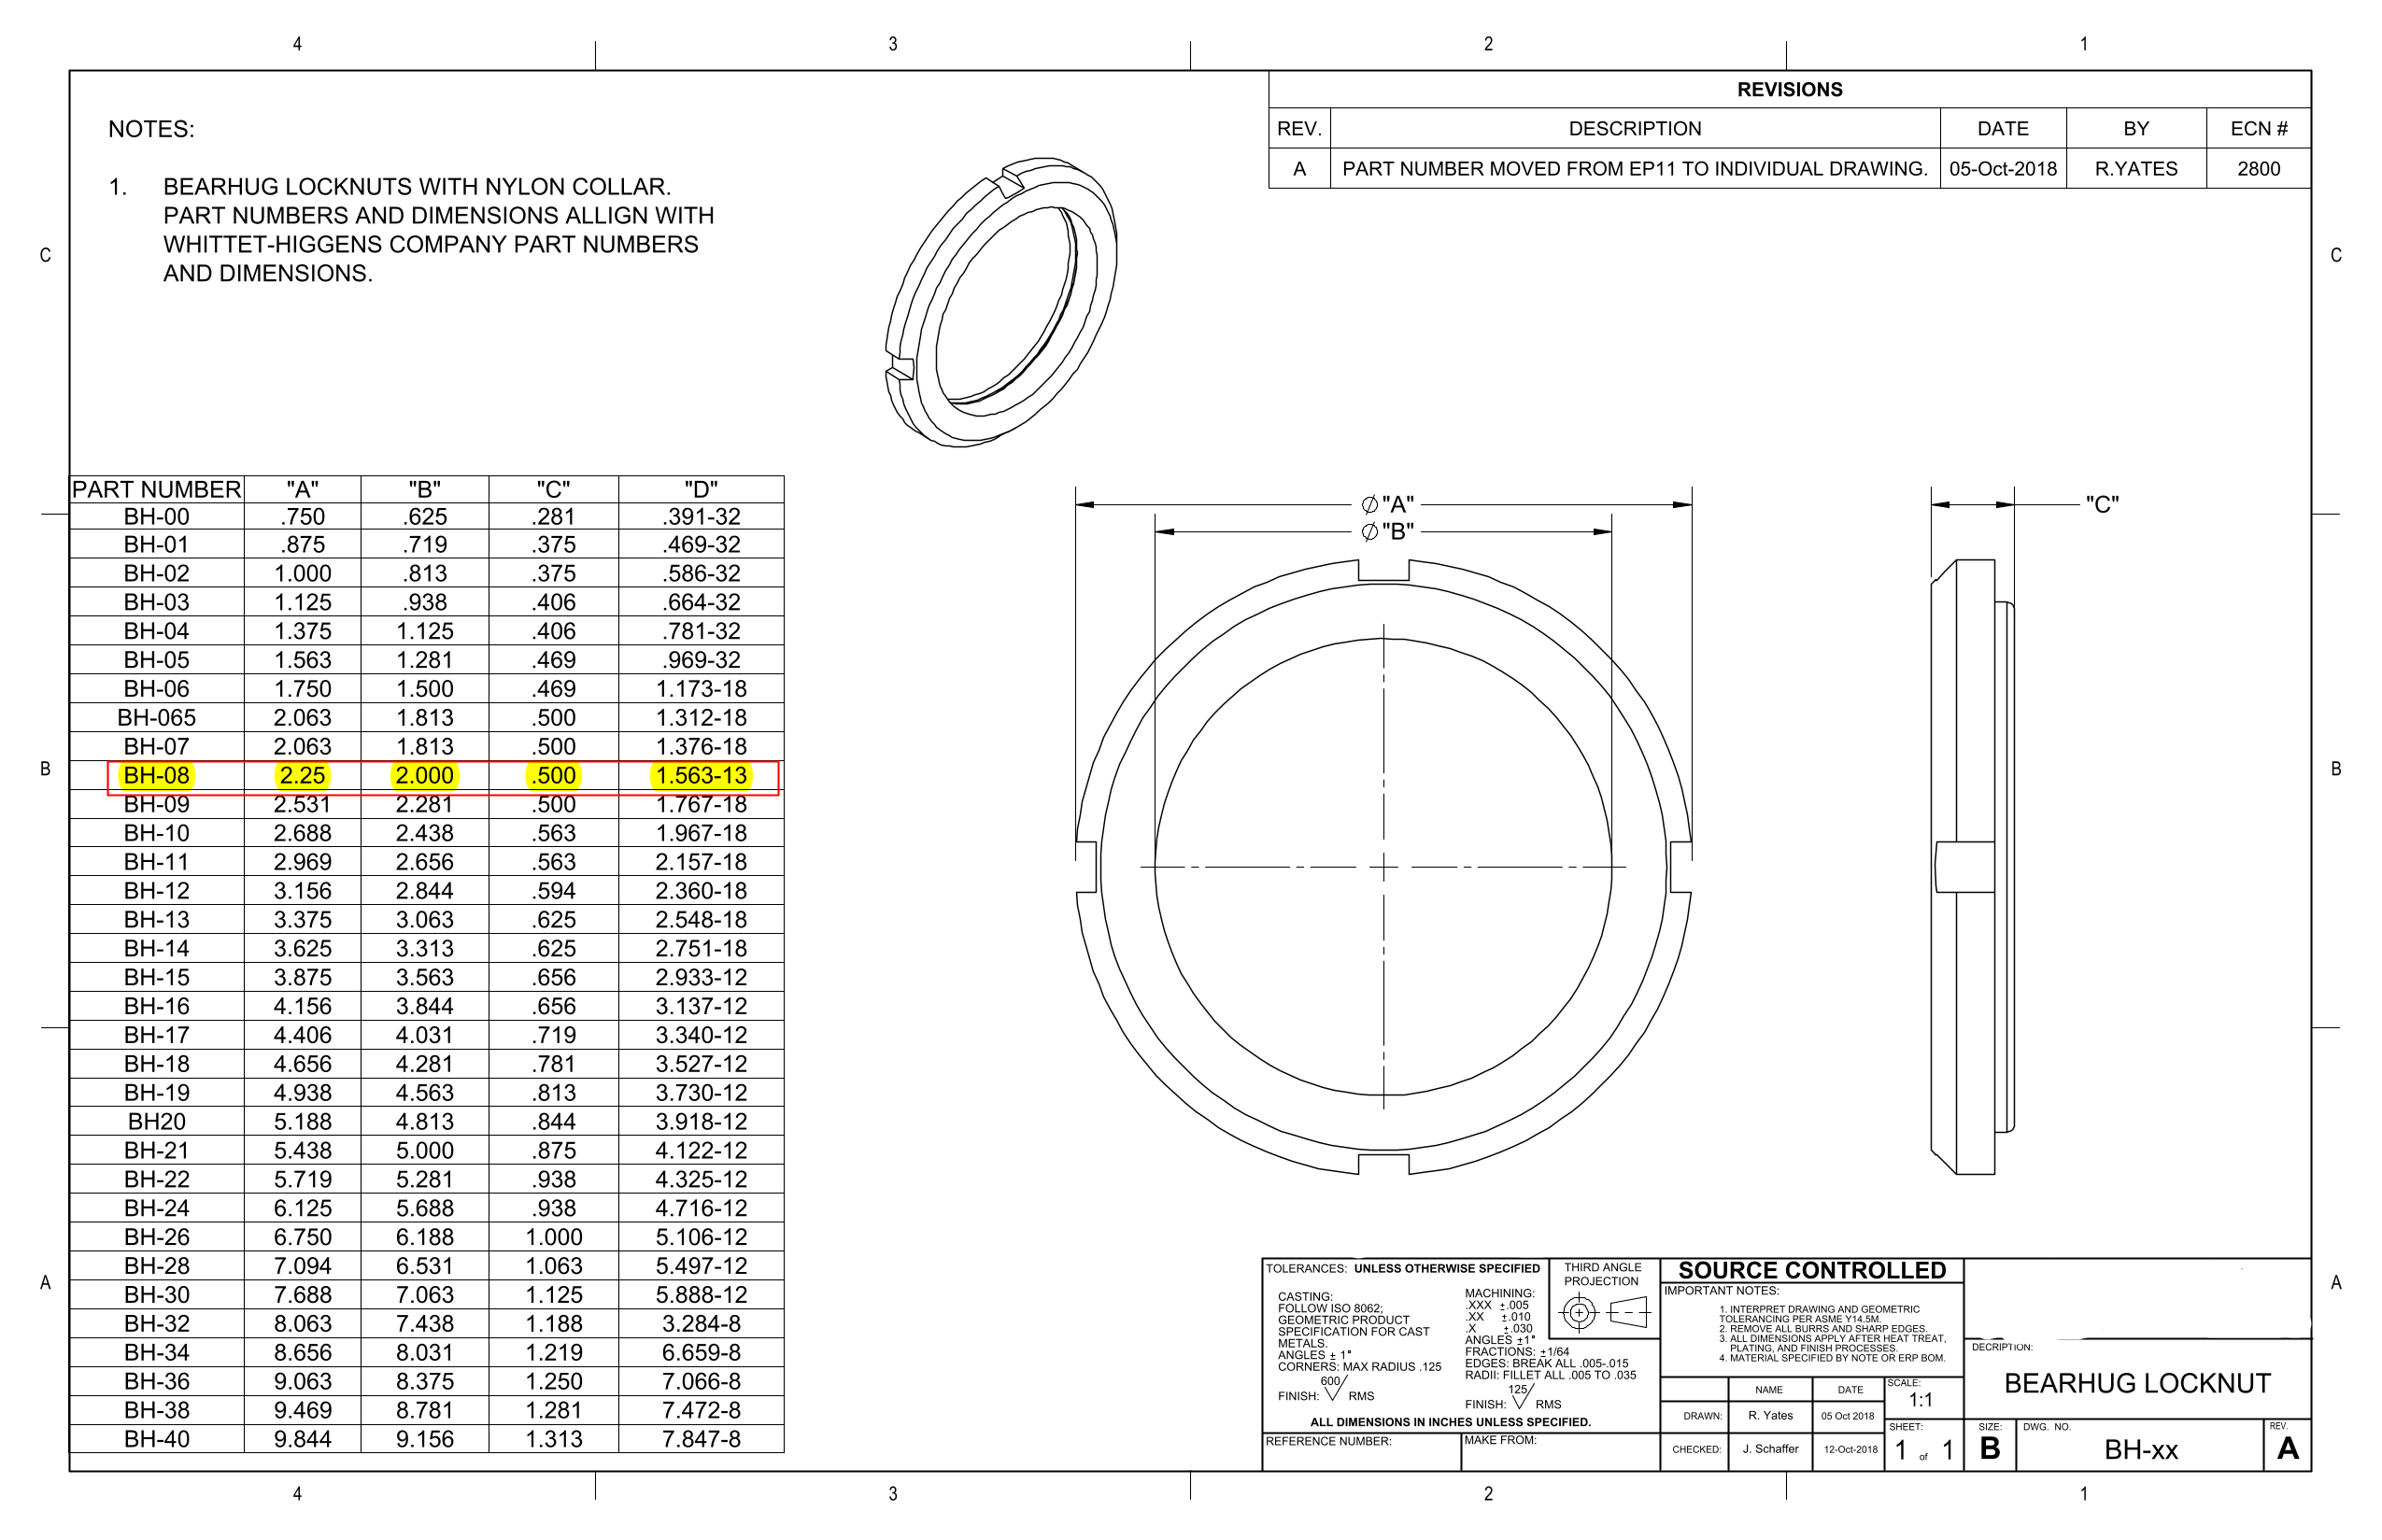 4 3 2 1
REVISIONS
REV. DESCRIPTION DATE BY ECN #
A PART NUMBER MOVED FROM EP11 TO INDIVIDUAL DRAWING. 05-Oct-2018 R.YATES 2800
NOTES:
1. BEARHUG LOCKNUTS WITH NYLON COLLAR.
PART NUMBERS AND DIMENSIONS ALLIGN WITH
WHITTET-HIGGENS COMPANY PART NUMBERS
AND DIMENSIONS.
C C
PART NUMBER "A" "B" "C" "D"
BH-00 .750 .625 .281 .391-32
BH-01 .875 .719 .375 .469-32
BH-02 1.000 .813 .375 .586-32
BH-03 1.125 .938 .406 .664-32
BH-04 1.375 1.125 .406 .781-32
BH-05 1.563 1.281 .469 .969-32
BH-06 1.750 1.500 .469 1.173-18
BH-065 2.063 1.813 .500 1.312-18
BH-07 2.063 1.813 .500 1.376-18
BH-08 2.25 2.000 .500 1.563-13
BH-09 2.531 2.281 .500 1.767-18
BH-10 2.688 2.438 .563 1.967-18
BH-11 2.969 2.656 .563 2.157-18
BH-12 3.156 2.844 .594 2.360-18
BH-13 3.375 3.063 .625 2.548-18
BH-14 3.625 3.313 .625 2.751-18
BH-15 3.875 3.563 .656 2.933-12
BH-16 4.156 3.844 .656 3.137-12
BH-17 4.406 4.031 .719 3.340-12
BH-18 4.656 4.281 .781 3.527-12
BH-19 4.938 4.563 .813 3.730-12
BH20 5.188 4.813 .844 3.918-12
BH-21 5.438 5.000 .875 4.122-12
BH-22 5.719 5.281 .938 4.325-12
BH-24 6.125 5.688 .938 4.716-12
BH-26 6.750 6.188 1.000 5.106-12
BH-28 7.094 6.531 1.063 5.497-12
BH-30 7.688 7.063 1.125 5.888-12
BH-32 8.063 7.438 1.188 3.284-8
BH-34 8.656 8.031 1.219 6.659-8
BH-36 9.063 8.375 1.250 7.066-8
BH-38 9.469 8.781 1.281 7.472-8
BH-40 9.844 9.156 1.313 7.847-8
∅"A"
∅"B"
"C"
B B
A A
TOLERANCES: UNLESS OTHERWISE SPECIFIED
CASTING:
FOLLOW ISO 8062;
GEOMETRIC PRODUCT
SPECIFICATION FOR CAST
METALS.
ANGLES ± 1°
CORNERS: MAX RADIUS .125
600
FINISH: RMS
MACHINING:
.XXX ±.005
.XX ±.010
.X ±.030
ANGLES ±1°
FRACTIONS: ±1/64
EDGES: BREAK ALL .005-.015
RADII: FILLET ALL .005 TO .035
125
FINISH: RMS
ALL DIMENSIONS IN INCHES UNLESS SPECIFIED.
REFERENCE NUMBER:
MAKE FROM:
THIRD ANGLE
PROJECTION
SOURCE CONTROLLED
IMPORTANT NOTES:
1. INTERPRET DRAWING AND GEOMETRIC
TOLERANCING PER ASME Y14.5M.
2. REMOVE ALL BURRS AND SHARP EDGES.
3. ALL DIMENSIONS APPLY AFTER HEAT TREAT,
PLATING, AND FINISH PROCESSES.
4. MATERIAL SPECIFIED BY NOTE OR ERP BOM.
NAME DATE
DRAWN: R. Yates 05 Oct 2018
CHECKED: J. Schaffer 12-Oct-2018
SCALE:
1:1
SHEET:
1 of 1
DECRIPTION:
BEARHUG LOCKNUT
SIZE:
B
DWG. NO.
BH-xx
REV.
A
4 3 2 1